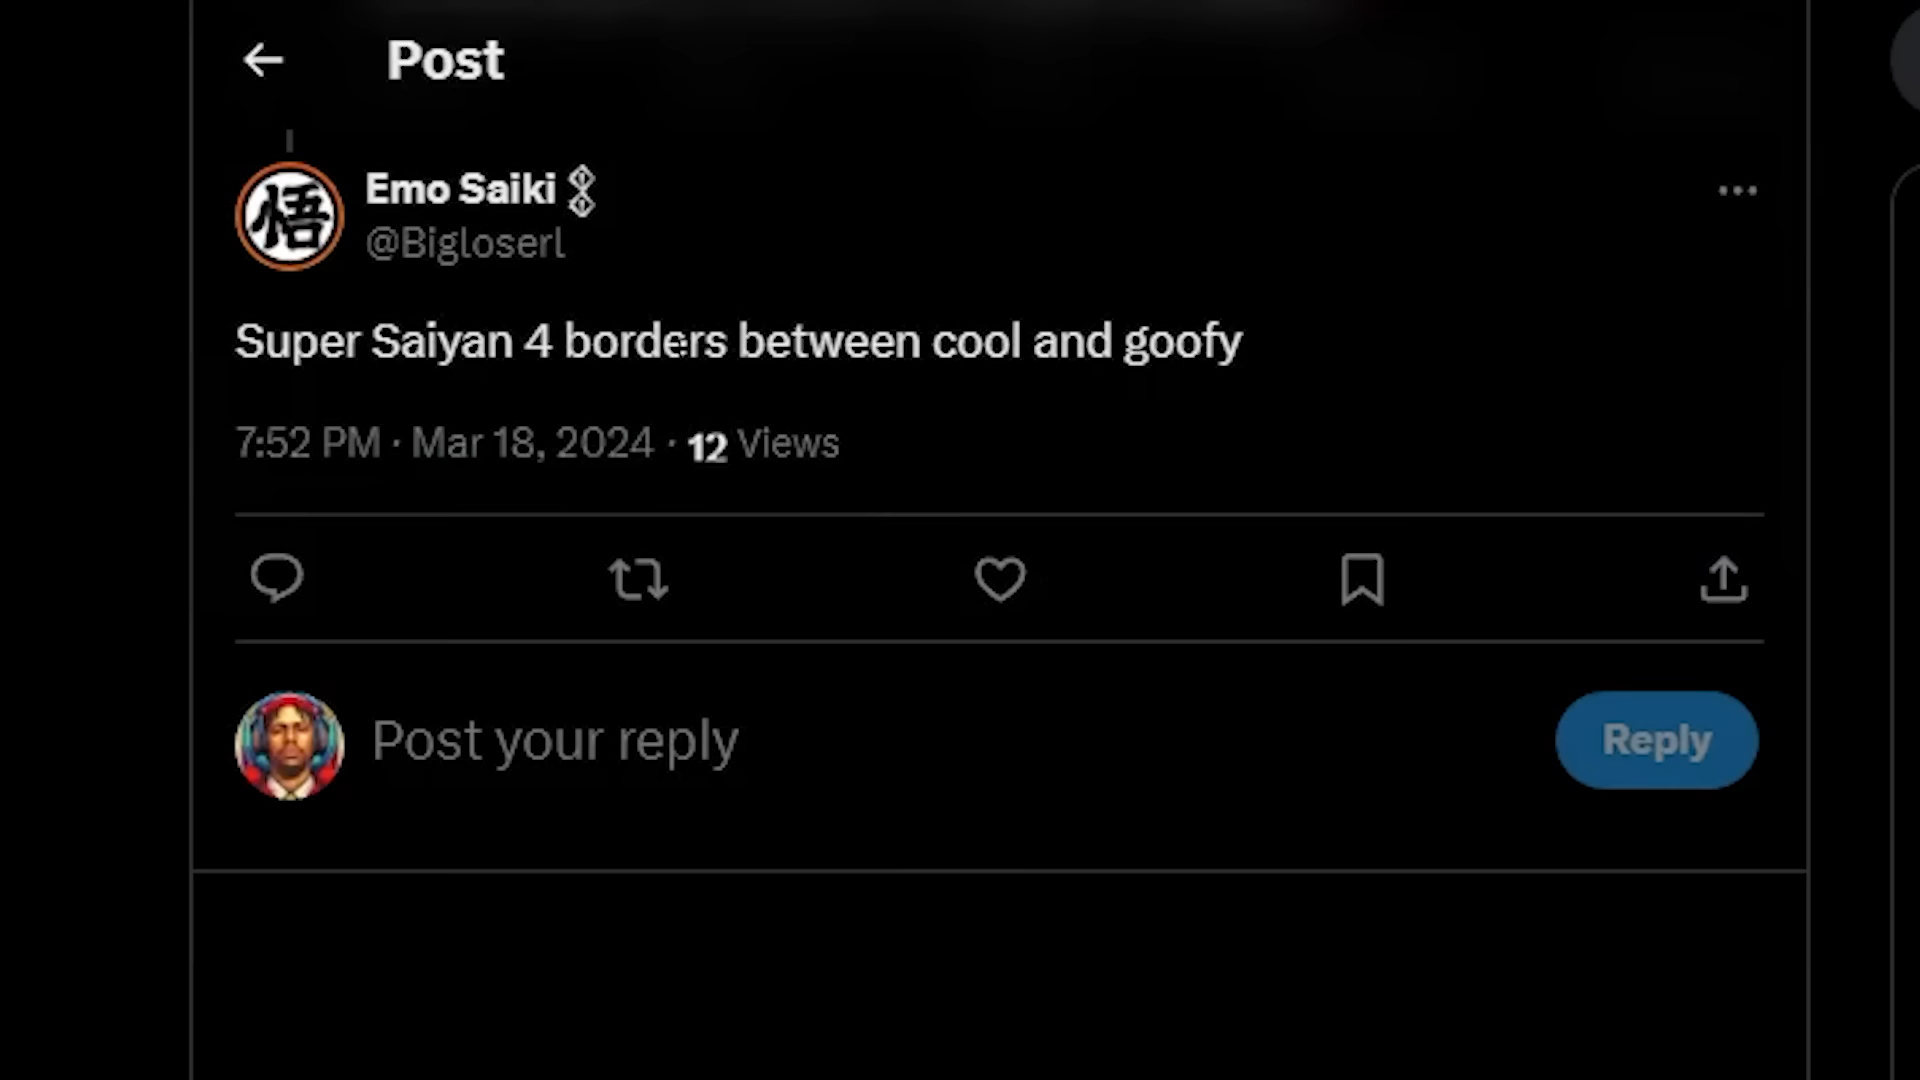 Post
悟
Emo Saiki
@Bigloserl
Super Saiyan 4 borders between cool and goofy
7:52 PM · Mar 18, 2024 · 12 Views
Post your reply
Reply